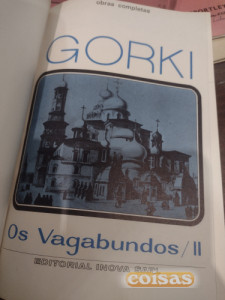 obras completas
GORKI
Os Vagabundos/II
EDITORIAL INOVA
coisas